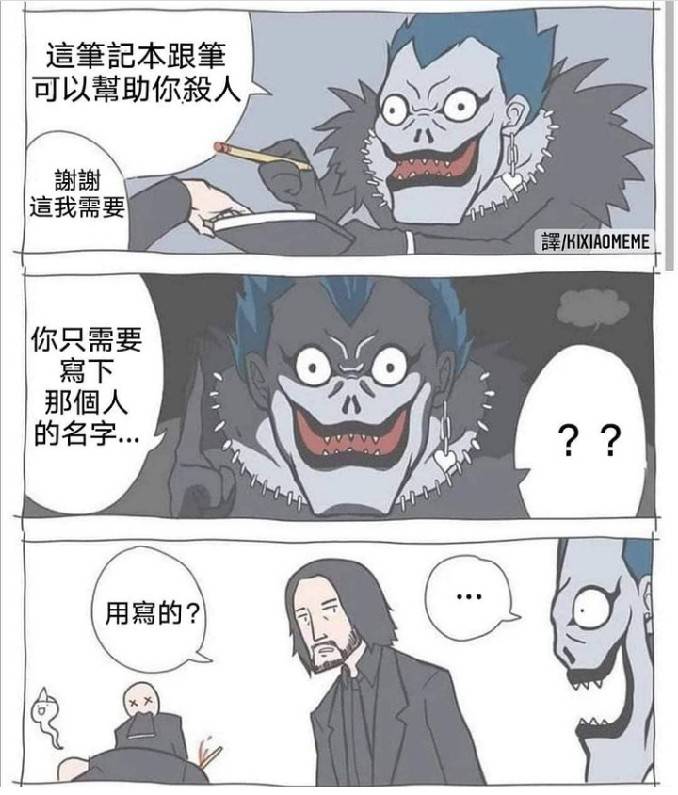 這筆記本跟筆
可以幫助你殺人
謝謝
這我需要
譯/KIXIAOMEME
你只需要
寫下
那個人
的名字...
？？
用寫的？
...